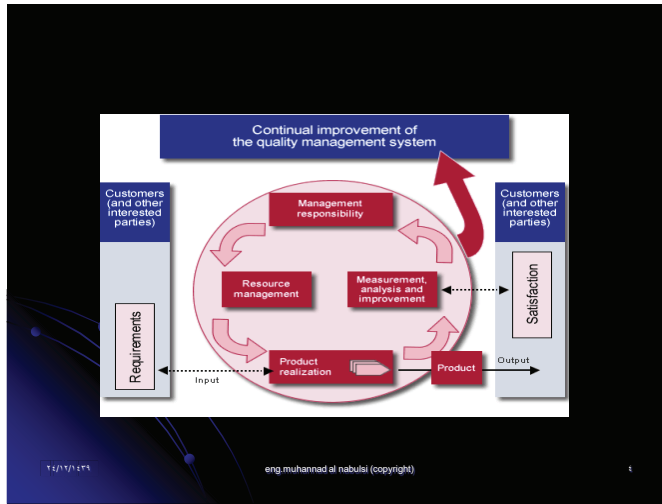 Continual improvement of
the quality management system
Customers
(and other
interested
parties)
Customers
(and other
interested
parties)
Management
responsibility
Resource
management
Measurement,
analysis and
improvement
Requirements
Satisfaction
Product
realization
Product
Input
Output
٢٤/١٢/١٤٣٩
eng.muhannad al nabulsi (copyright)
٤